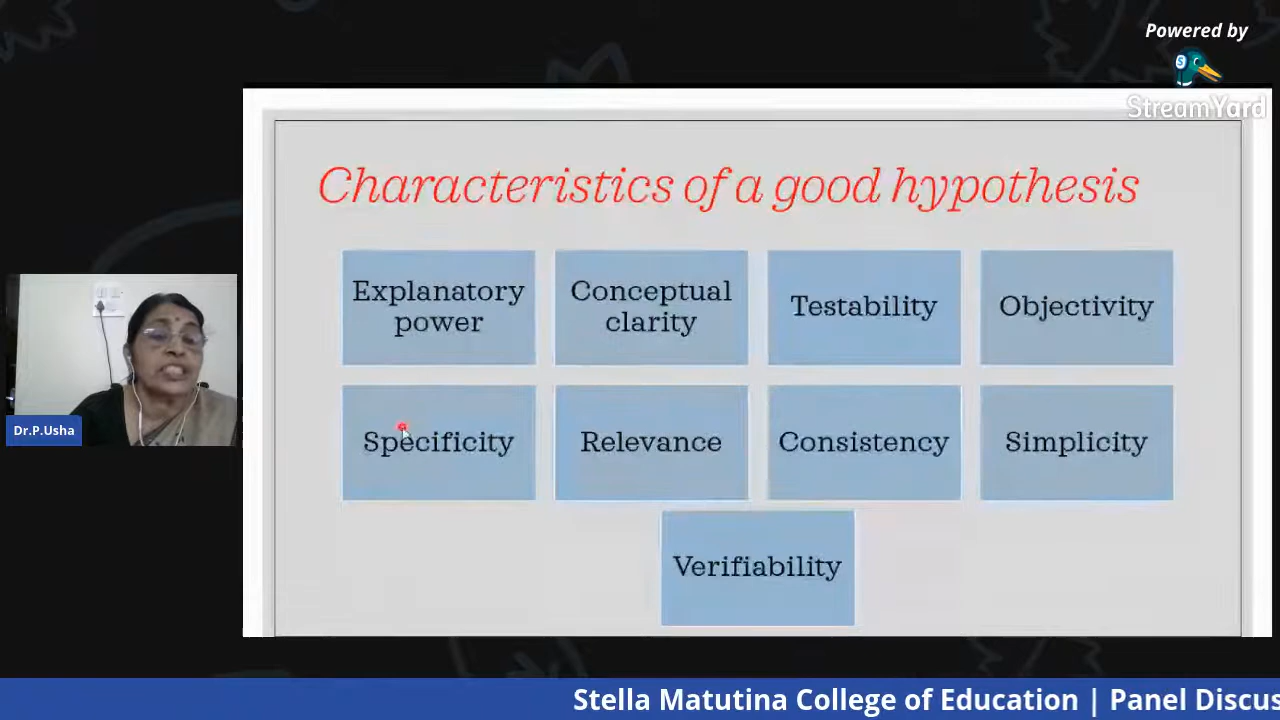 Powered by
StreamYard
Characteristics of a good hypothesis
Explanatory
power
Conceptual
clarity
Testability
Objectivity
Specificity
Relevance
Consistency
Simplicity
Verifiability
Dr.P.Usha
Stella Matutina College of Education | Panel Discus